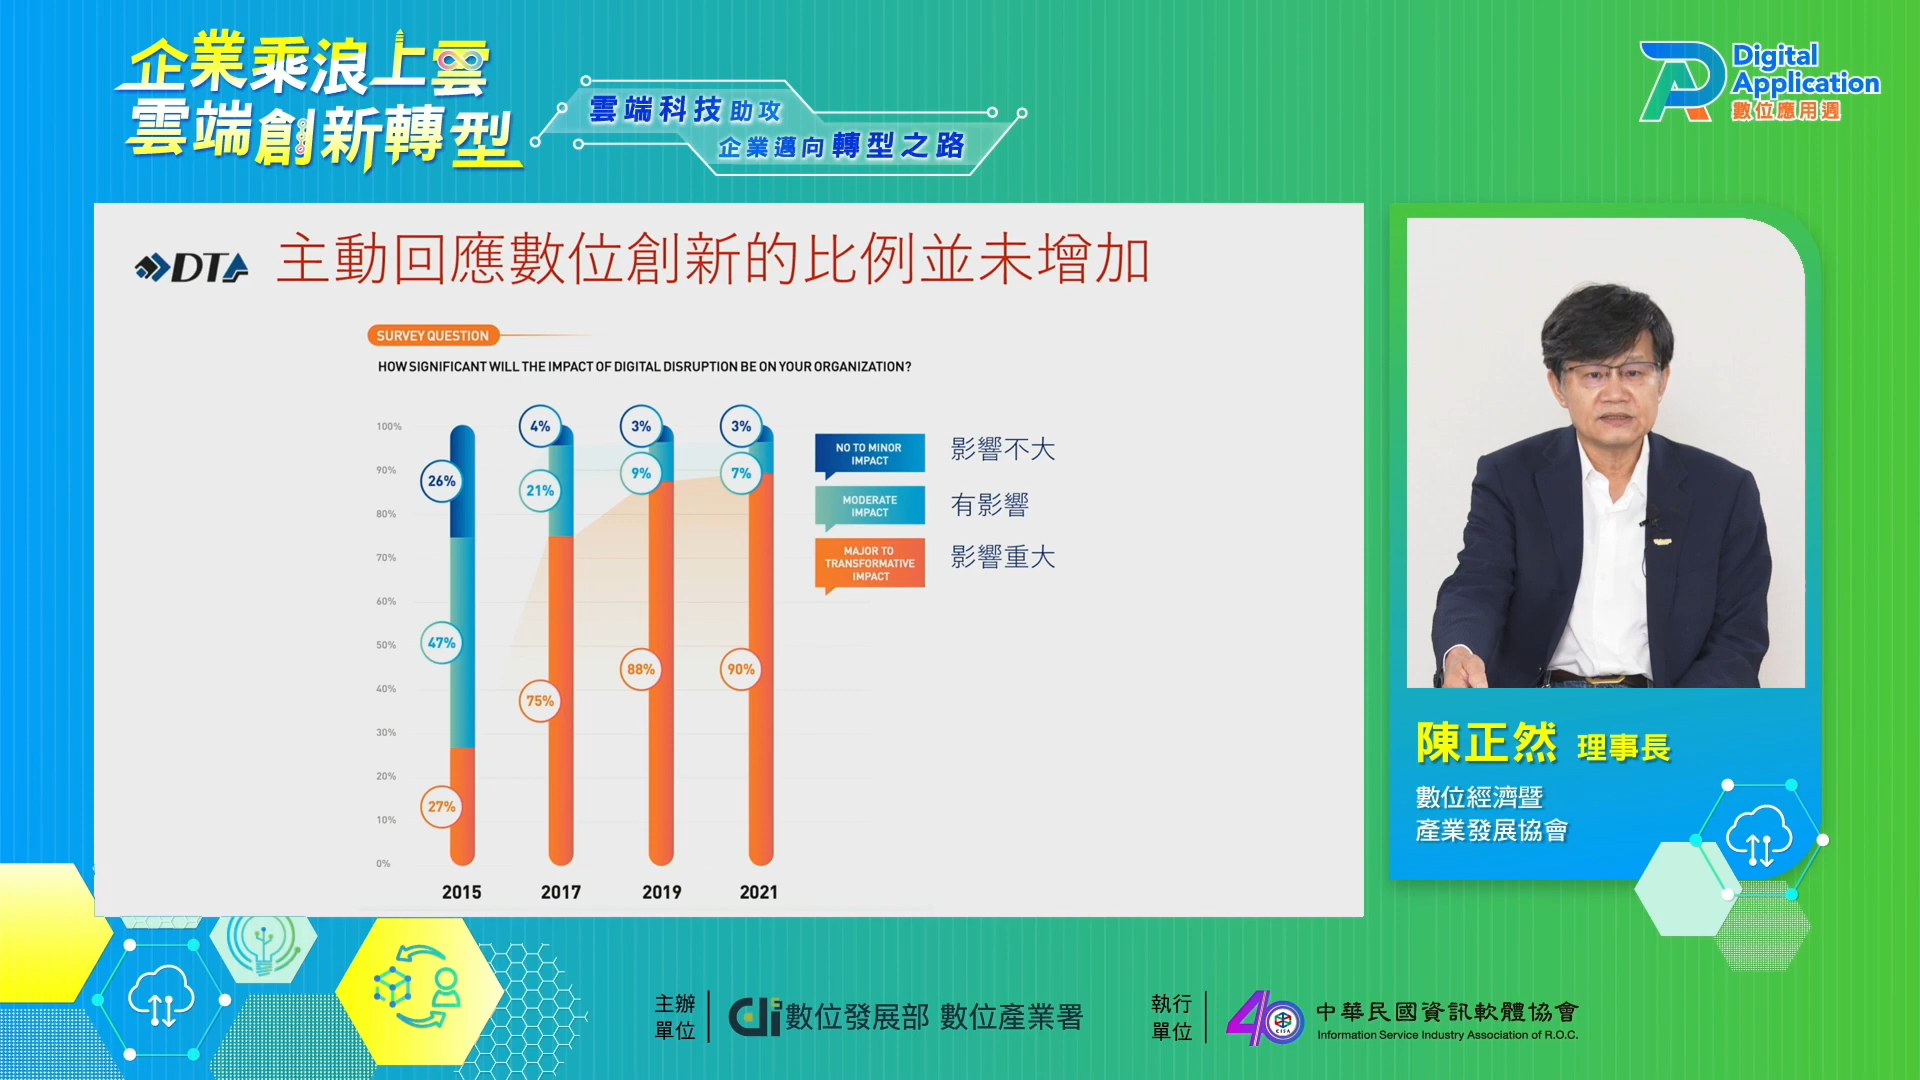 企業乘浪上雲
雲端創新轉型
雲端科技助攻
企業邁向轉型之路
Digital
Application
數位應用週
DTA
主動回應數位創新的比例並未增加
SURVEY QUESTION
HOW SIGNIFICANT WILL THE IMPACT OF DIGITAL DISRUPTION BE ON YOUR ORGANIZATION?
100%
90%
80%
70%
60%
50%
40%
30%
20%
10%
0%
26%
47%
27%
4%
21%
75%
3%
9%
88%
3%
7%
90%
2015
2017
2019
2021
NO TO MINOR
IMPACT
影響不大
MODERATE
IMPACT
有影響
MAJOR TO
TRANSFORMATIVE
IMPACT
影響重大
陳正然 理事長
數位經濟暨
產業發展協會
主辦
單位
數位發展部 數位產業署
執行
單位
40
CISA
中華民國資訊軟體協會
Information Service Industry Association of R.O.C.